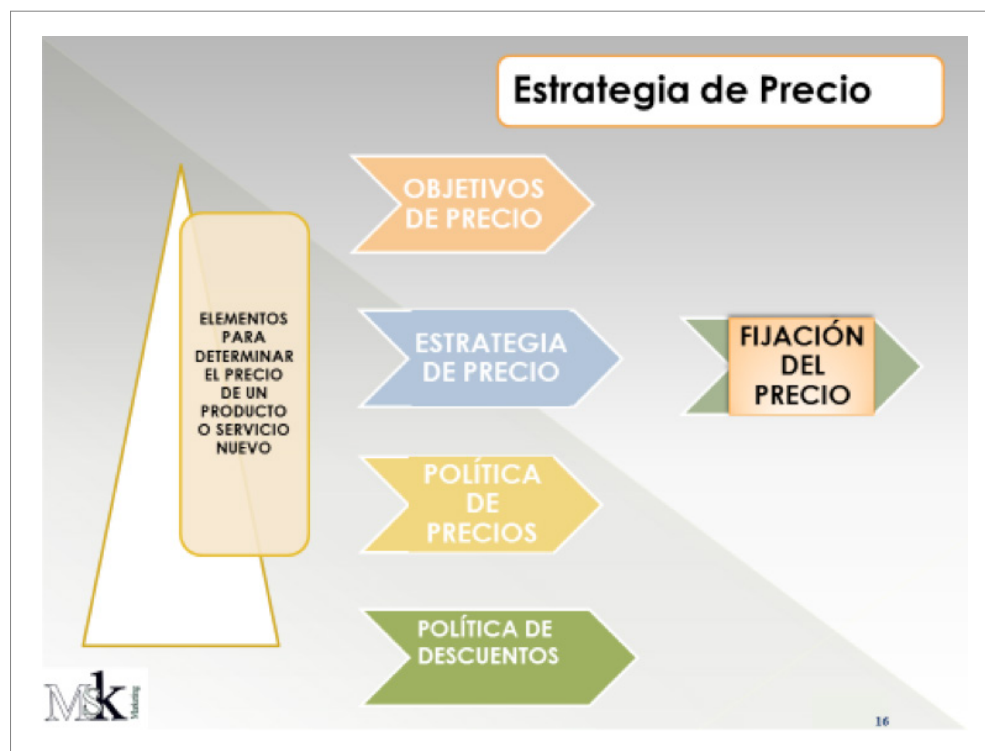 Estrategia de Precio
OBJETIVOS
DE PRECIO
ELEMENTOS
PARA
DETERMINAR
EL PRECIO
DE UN
PRODUCTO
O SERVICIO
NUEVO
ESTRATEGIA
DE PRECIO
FIJACIÓN
DEL
PRECIO
POLÍTICA
DE
PRECIOS
POLÍTICA DE
DESCUENTOS
MSk Marketing
16